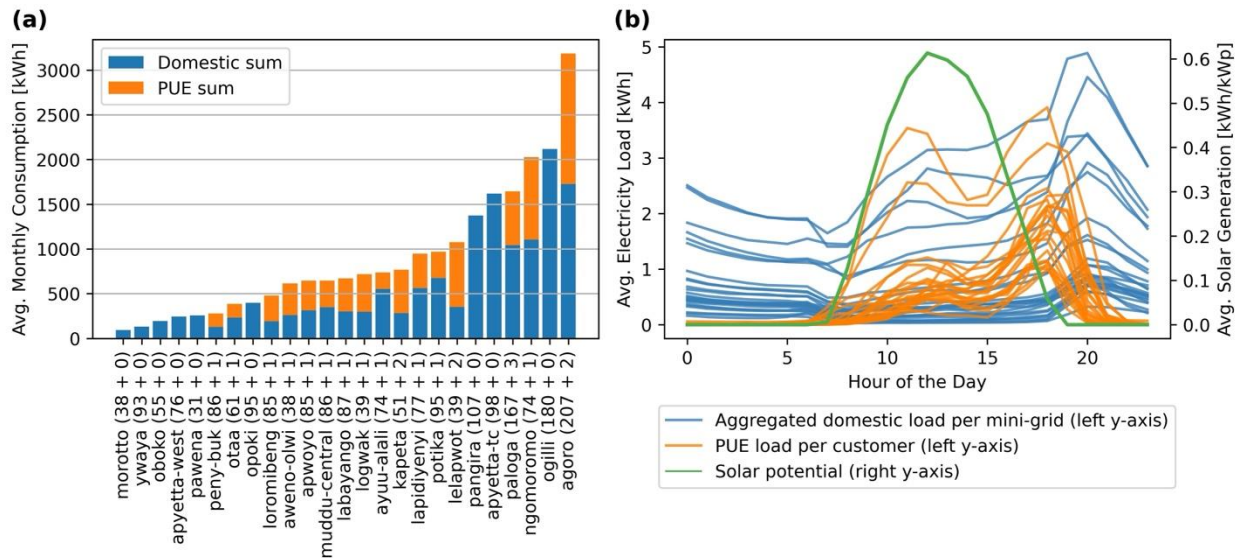 (a)
Avg. Monthly Consumption [kWh]
3000
2500
2000
1500
1000
500
0
Domestic sum
PUE sum
morotto (38 + 0)
ywaya (93 + 0)
oboko (55 + 0)
apyetta-west (76 + 0)
pawena (31 + 0)
peny-buk (86 + 1)
otaa (61 + 1)
opoki (95 + 0)
loromibeng (85 + 1)
aweno-olwi (38 + 1)
apwoyo (85 + 1)
muddu-central (86 + 1)
labayango (87 + 1)
logwak (39 + 1)
ayuu-alali (74 + 1)
kapeta (51 + 2)
lapidiyenyi (77 + 1)
potika (95 + 1)
lelapwot (39 + 2)
pangira (107 + 0)
apyetta-tc (98 + 0)
paloga (167 + 3)
ngomoromo (74 + 1)
ogilli (180 + 0)
agoro (207 + 2)
(b)
Avg. Electricity Load [kWh]
5
4
3
2
1
0
0.6
0.5
0.4
0.3
0.2
0.1
0.0
Avg. Solar Generation [kWh/kWp]
0 5 10 15 20
Hour of the Day
Aggregated domestic load per mini-grid (left y-axis)
PUE load per customer (left y-axis)
Solar potential (right y-axis)